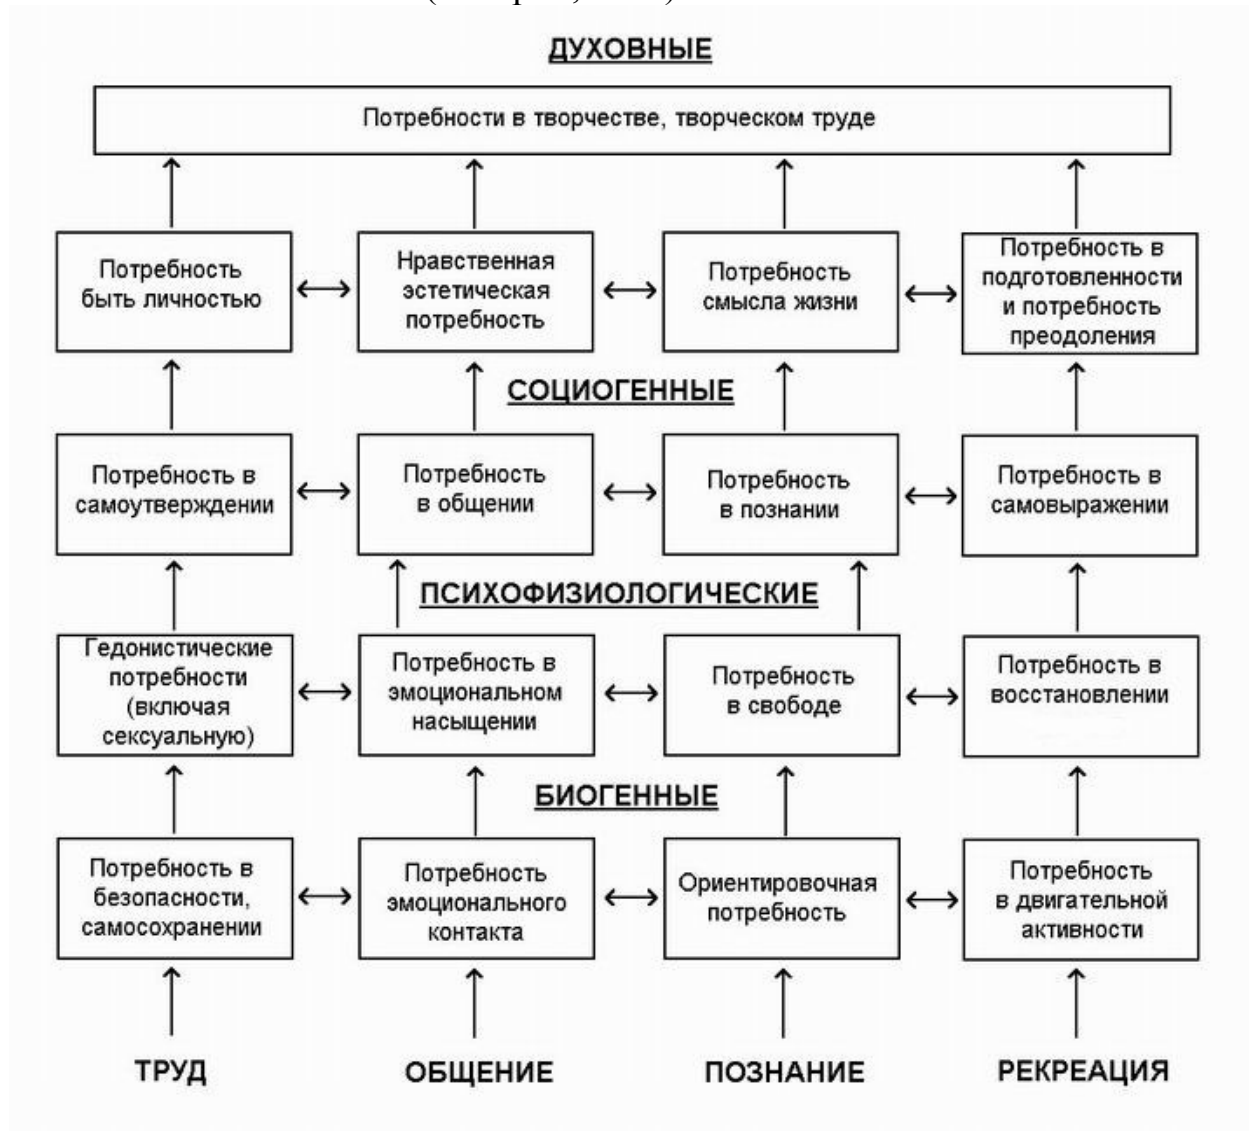 ДУХОВНЫЕ
Потребности в творчестве, творческом труде
Потребность
быть личностью
Нравственная
эстетическая
потребность
Потребность
смысла жизни
Потребность в
подготовленности
и потребность
преодоления
СОЦИОГЕННЫЕ
Потребность в
самоутверждении
Потребность
в общении
Потребность
в познании
Потребность в
самовыражении
ПСИХОФИЗИОЛОГИЧЕСКИЕ
Гедонистические
потребности
(включая
сексуальную)
Потребность в
эмоциональном
насыщении
Потребность
в свободе
Потребность в
восстановлении
БИОГЕННЫЕ
Потребность в
безопасности,
самосохранении
Потребность
эмоционального
контакта
Ориентировочная
потребность
Потребность
в двигательной
активности
ТРУД
ОБЩЕНИЕ
ПОЗНАНИЕ
РЕКРЕАЦИЯ